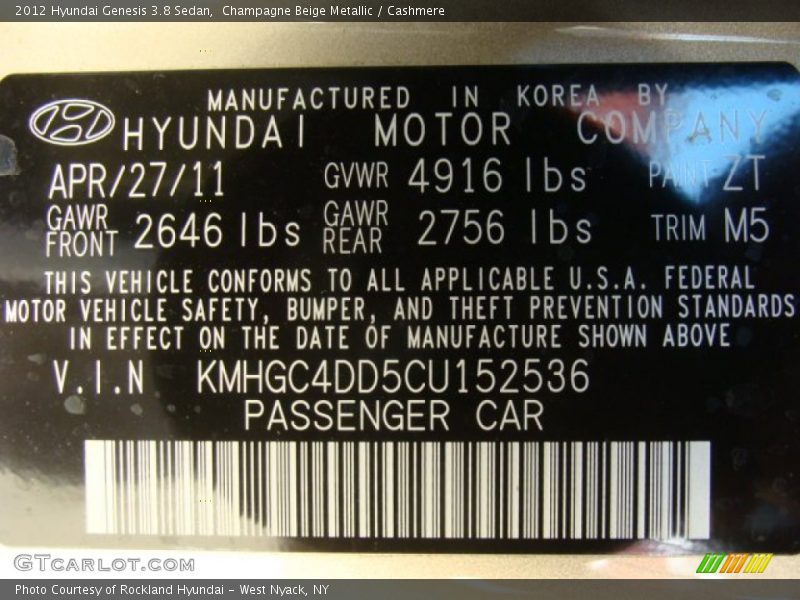 2012 Hyundai Genesis 3.8 Sedan,  Champagne Beige Metallic / Cashmere
MANUFACTURED IN KOREA BY
HYUNDAI MOTOR COMPANY
APR/27/11 GVWR 4916 lbs PAINT ZT
GAWR FRONT 2646 lbs GAWR REAR 2756 lbs TRIM M5
THIS VEHICLE CONFORMS TO ALL APPLICABLE U.S.A. FEDERAL
MOTOR VEHICLE SAFETY, BUMPER, AND THEFT PREVENTION STANDARDS
IN EFFECT ON THE DATE OF MANUFACTURE SHOWN ABOVE
V.I.N KMHGC4DD5CU152536
PASSENGER CAR
GTCARLOT.COM
Photo Courtesy of Rockland Hyundai - West Nyack, NY